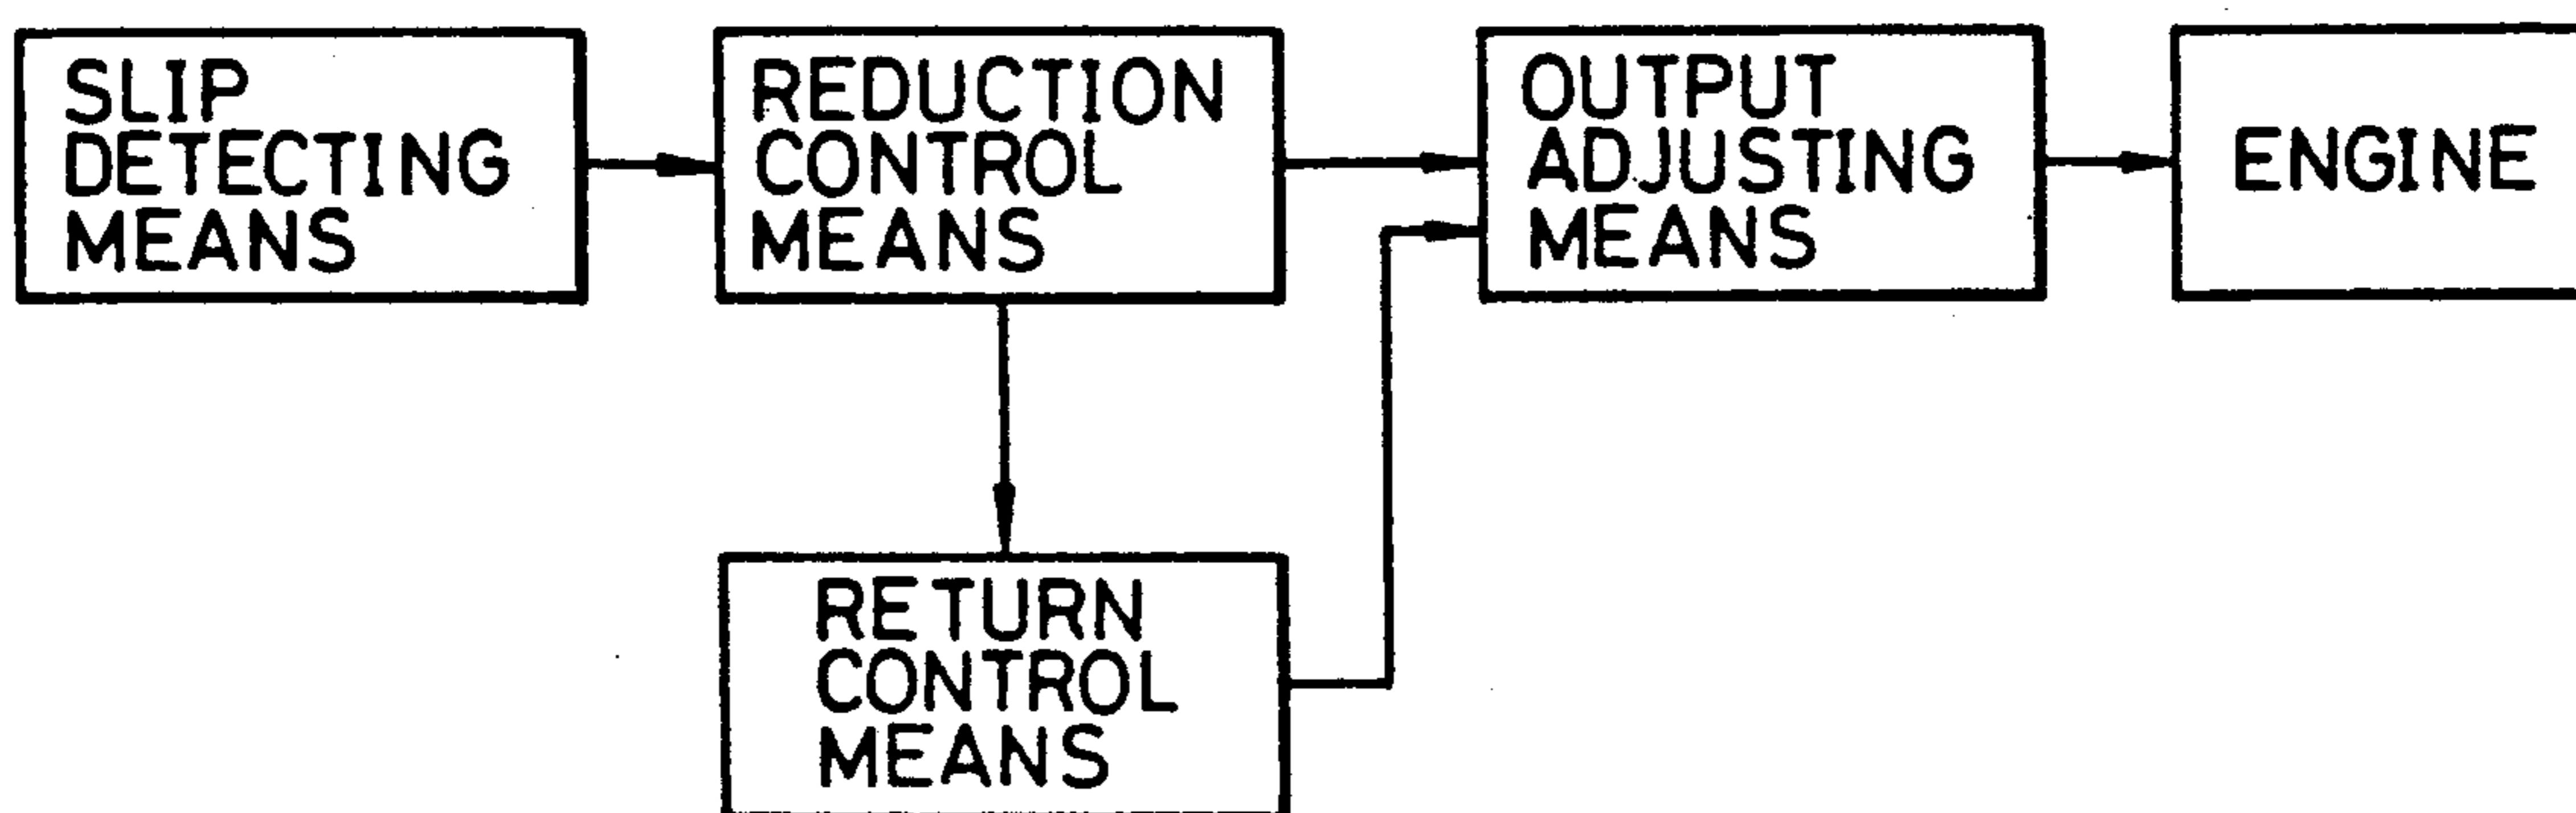 SLIP
DETECTING
MEANS
REDUCTION
CONTROL
MEANS
OUTPUT
ADJUSTING
MEANS
ENGINE
RETURN
CONTROL
MEANS